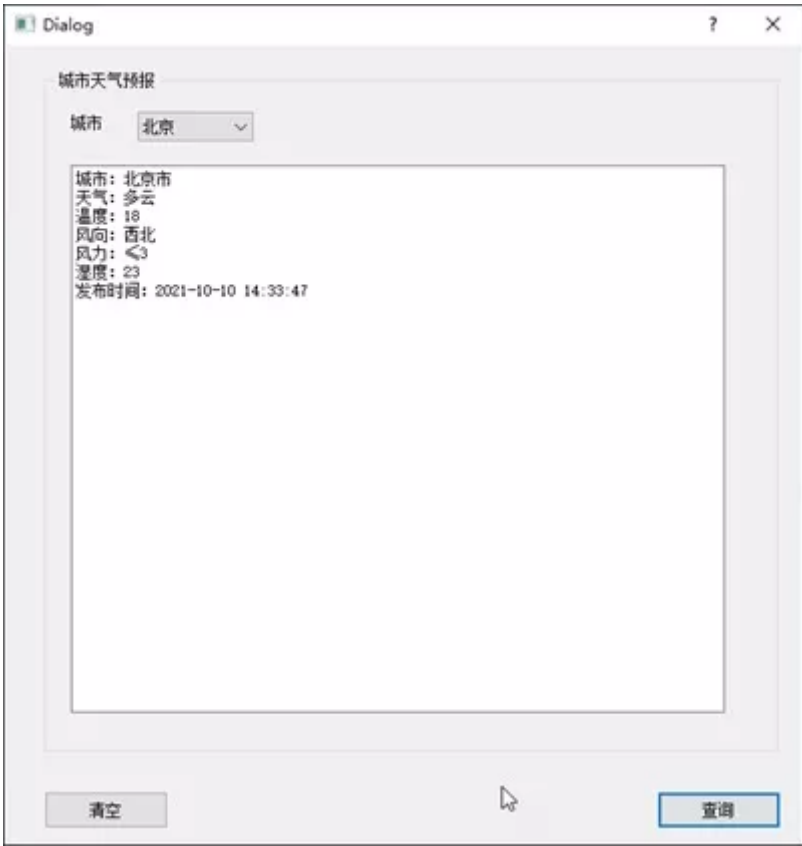 Dialog
城市天气预报
城市 北京
城市：北京市
天气：多云
温度：18
风向：西北
风力：≤3
湿度：23
发布时间：2021-10-10 14:33:47
清空 查询